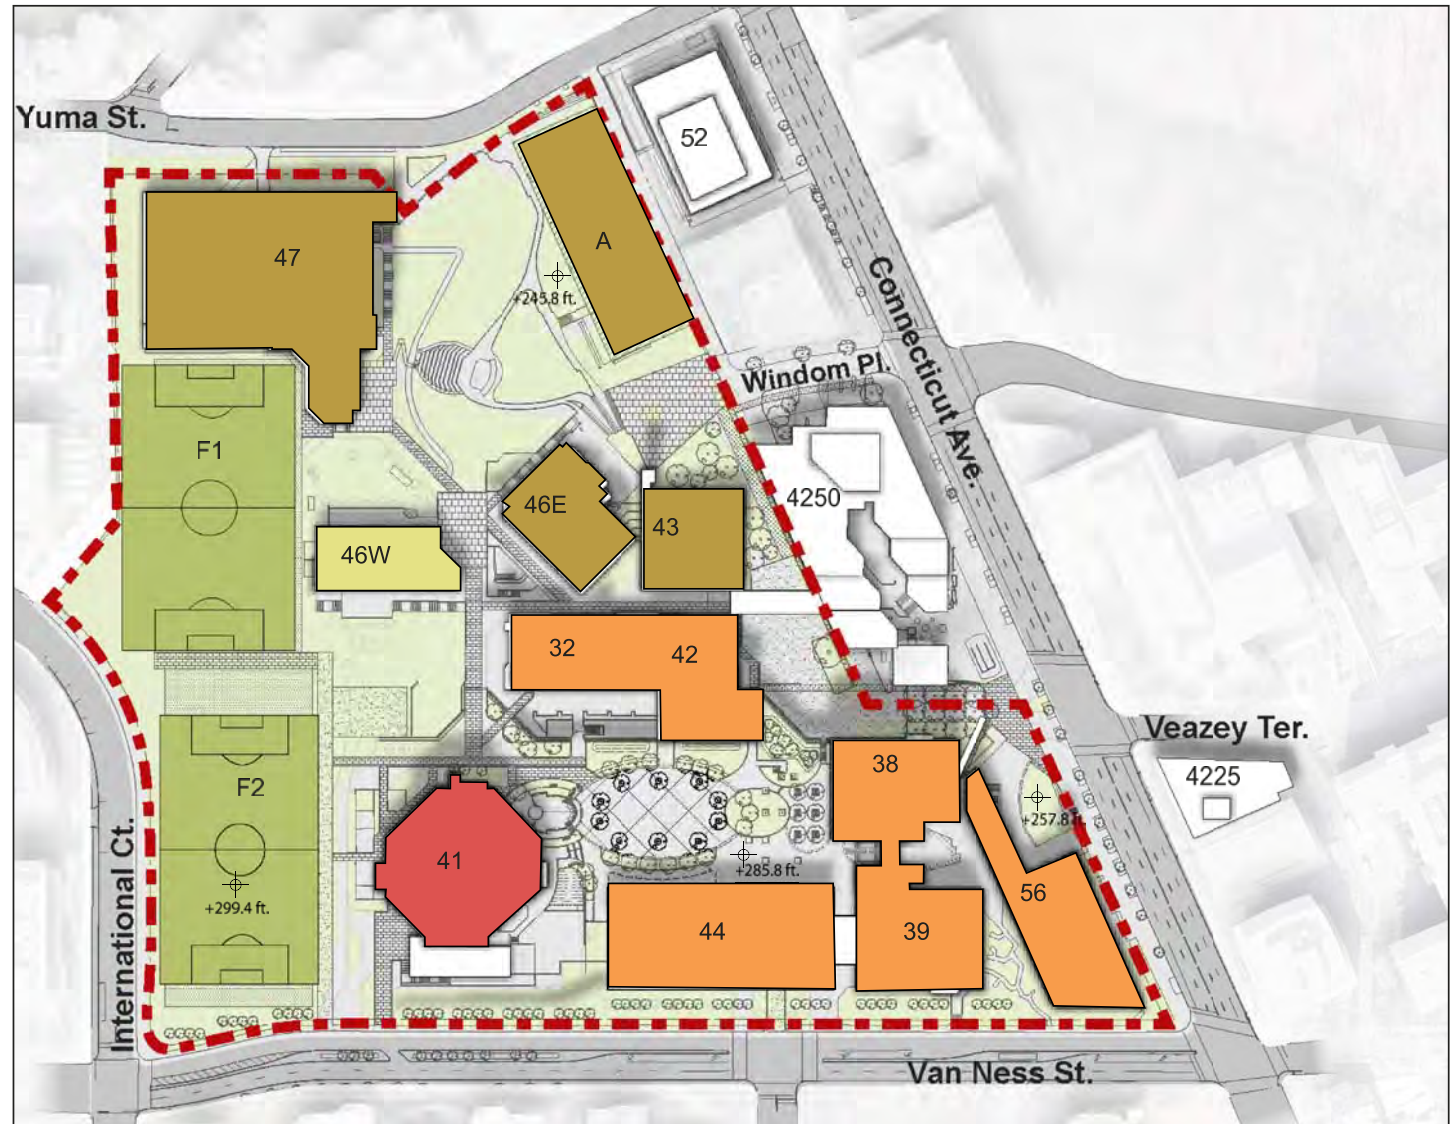 Yuma St.
52
47
A
+245.8 ft.
Connecticut Ave.
Windom Pl.
F1
4250
46E
43
46W
32
42
Veazey Ter.
38
4225
F2
+257.8 ft.
41
+285.8 ft.
56
+299.4 ft.
44
39
International Ct.
Van Ness St.